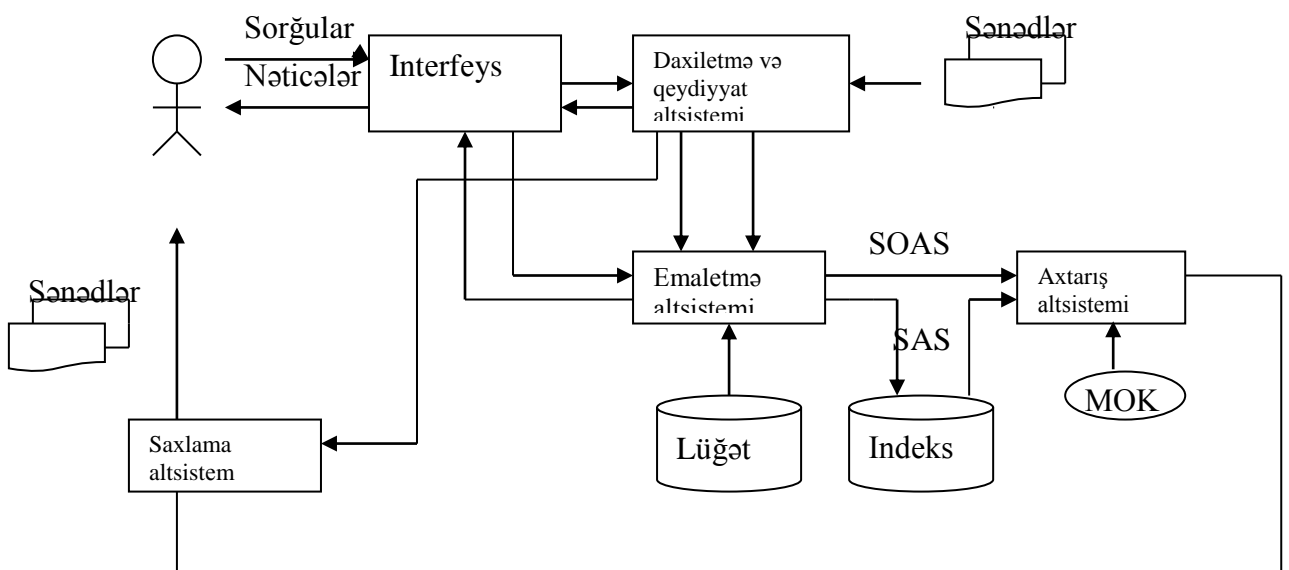 Sorğular
Nəticələr
Interfeys
Daxiletmə və
qeydiyyat
altsistemi
Sənədlər
SOAS
Emaletmə
altsistemi
Axtarış
altsistemi
Sənədlər
SAS
MOK
Saxlama
altsistem
Lüğət
Indeks